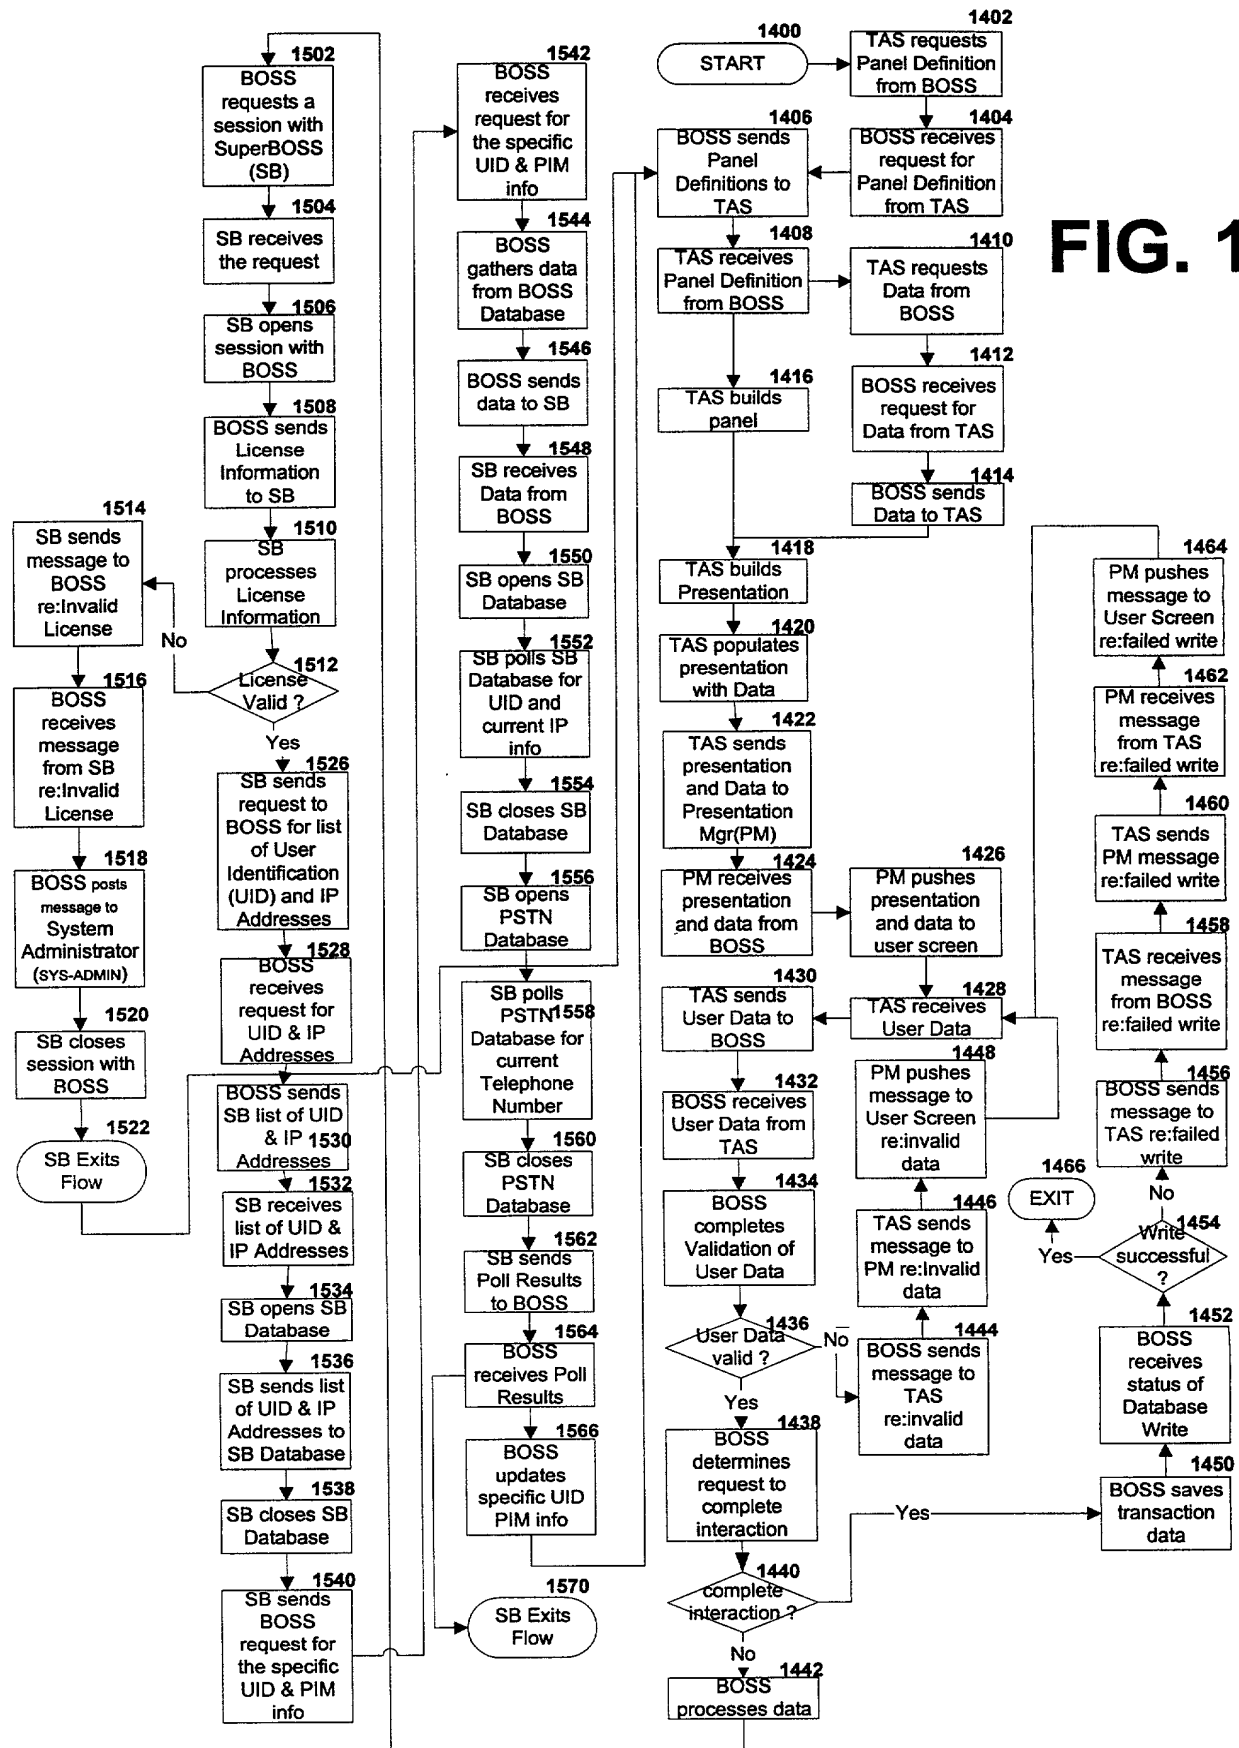 1502
BOSS
requests a
session with
SuperBOSS
(SB)
1504
SB receives
the request
1506
SB opens
session with
BOSS
1508
BOSS sends
License
Information
to SB
1510
SB
processes
License
Information
1512
License
Valid ?
No
Yes
1514
SB sends
message to
BOSS
re:Invalid
License
1516
BOSS
receives
message
from SB
re:Invalid
License
1518
BOSS posts
message to
System
Administrator
(SYS-ADMIN)
1520
SB closes
session with
BOSS
1522
SB Exits
Flow
1526
SB sends
request to
BOSS for list
of User
Identification
(UID) and IP
Addresses
1528
BOSS
receives
request for
UID & IP
Addresses
BOSS sends
SB list of UID
& IP 1530
Addresses
1532
SB receives
list of UID &
IP Addresses
1534
SB opens SB
Database
1536
SB sends list
of UID & IP
Addresses to
SB Database
1538
SB closes SB
Database
1540
SB sends
BOSS
request for
the specific
UID & PIM
info
1542
BOSS
receives
request for
the specific
UID & PIM
info
1544
BOSS
gathers data
from BOSS
Database
1546
BOSS sends
data to SB
1548
SB receives
Data from
BOSS
1550
SB opens SB
Database
1552
SB polls SB
Database for
UID and
current IP
info
1554
SB closes SB
Database
1556
SB opens
PSTN
Database
SB polls
PSTN 1558
Database for
current
Telephone
Number
1560
SB closes
PSTN
Database
1562
SB sends
Poll Results
to BOSS
1564
BOSS
receives Poll
Results
1566
BOSS
updates
specific UID
PIM info
1570
SB Exits
Flow
1400
START
1402
TAS requests
Panel Definition
from BOSS
1404
BOSS receives
request for
Panel Definition
from TAS
1406
BOSS sends
Panel
Definitions to
TAS
1408
TAS receives
Panel Definition
from BOSS
1410
TAS requests
Data from
BOSS
1412
BOSS receives
request for
Data from TAS
1414
BOSS sends
Data to TAS
1416
TAS builds
panel
1418
TAS builds
Presentation
1420
TAS populates
presentation
with Data
1422
TAS sends
presentation
and Data to
Presentation
Mgr(PM)
1424
PM receives
presentation
and data from
BOSS
1426
PM pushes
presentation
and data to
user screen
1428
TAS receives
User Data
1430
TAS sends
User Data to
BOSS
1432
BOSS receives
User Data from
TAS
1434
BOSS
completes
Validation of
User Data
1436
User Data
valid ?
No
Yes
1438
BOSS
determines
request to
complete
interaction
1440
complete
interaction ?
Yes
No
1442
BOSS
processes data
1444
BOSS sends
message to
TAS
re:invalid
data
1446
TAS sends
message to
PM re:Invalid
data
1448
PM pushes
message to
User Screen
re:invalid
data
1450
BOSS saves
transaction
data
1452
BOSS
receives
status of
Database
Write
1454
Write
successful
?
Yes
No
1456
BOSS sends
message to
TAS re:failed
write
1458
TAS receives
message
from BOSS
re:failed write
1460
TAS sends
PM message
re:failed write
1462
PM receives
message
from TAS
re:failed write
1464
PM pushes
message to
User Screen
re:failed write
1466
EXIT
FIG. 1